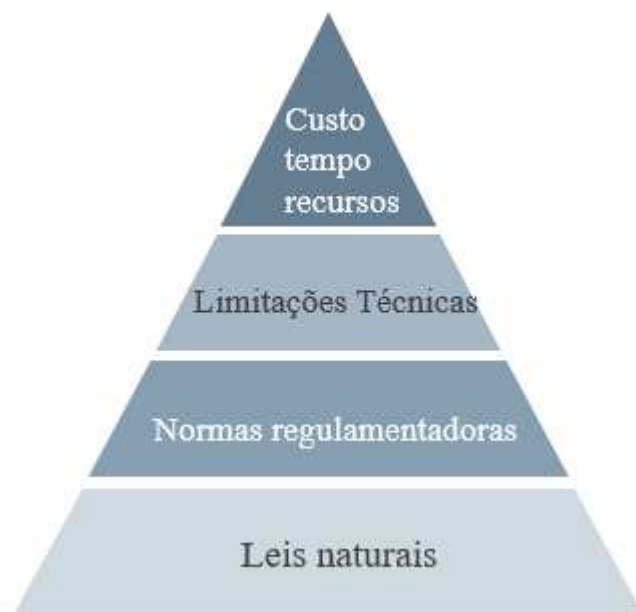 Custo
tempo
recursos
Limitações Técnicas
Normas regulamentadoras
Leis naturais